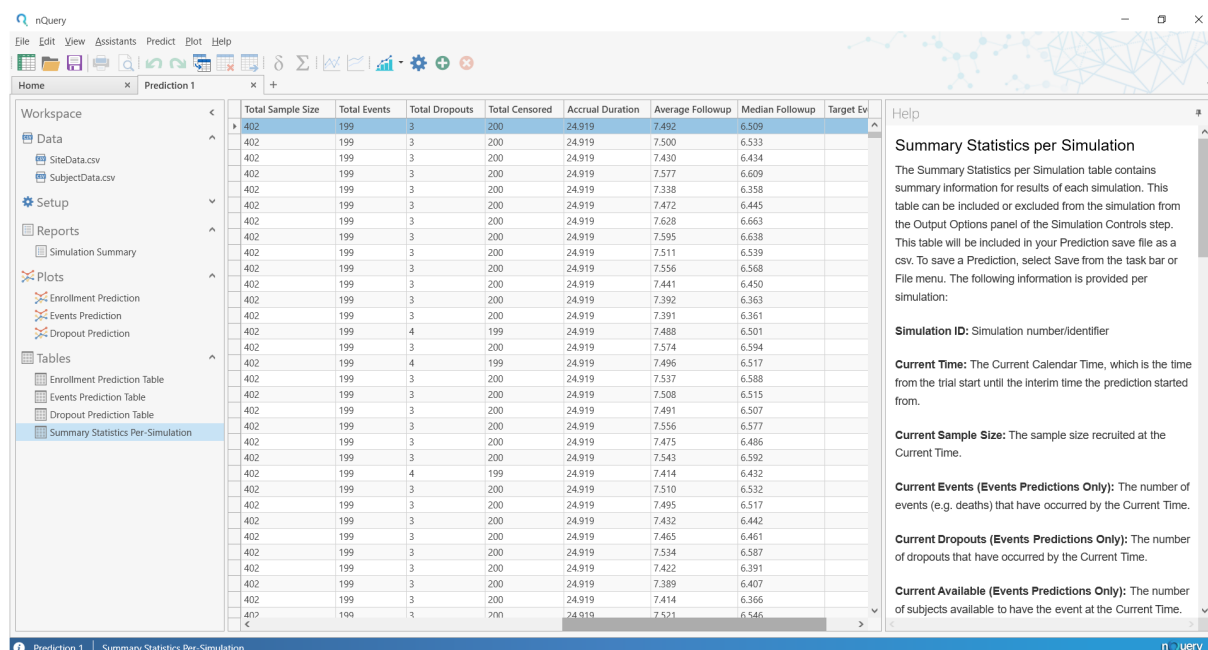 nQuery
File Edit View Assistants Predict Plot Help
Home × Prediction 1 × +
Workspace
Data
SiteData.csv
SubjectData.csv
Setup
Reports
Simulation Summary
Plots
Enrollment Prediction
Events Prediction
Dropout Prediction
Tables
Enrollment Prediction Table
Events Prediction Table
Dropout Prediction Table
Summary Statistics Per-Simulation
Total Sample Size Total Events Total Dropouts Total Censored Accrual Duration Average Followup Median Followup Target Ev
402 199 3 200 24.919 7.492 6.509
402 199 3 200 24.919 7.500 6.533
402 199 3 200 24.919 7.430 6.434
402 199 3 200 24.919 7.577 6.609
402 199 3 200 24.919 7.338 6.358
402 199 3 200 24.919 7.472 6.445
402 199 3 200 24.919 7.628 6.663
402 199 3 200 24.919 7.595 6.638
402 199 3 200 24.919 7.511 6.539
402 199 3 200 24.919 7.556 6.568
402 199 3 200 24.919 7.441 6.450
402 199 3 200 24.919 7.392 6.363
402 199 3 200 24.919 7.391 6.361
402 199 4 199 24.919 7.488 6.501
402 199 3 200 24.919 7.574 6.594
402 199 4 199 24.919 7.496 6.517
402 199 3 200 24.919 7.537 6.588
402 199 3 200 24.919 7.508 6.515
402 199 3 200 24.919 7.491 6.507
402 199 3 200 24.919 7.556 6.577
402 199 3 200 24.919 7.475 6.486
402 199 3 200 24.919 7.543 6.592
402 199 4 199 24.919 7.414 6.432
402 199 3 200 24.919 7.510 6.532
402 199 3 200 24.919 7.495 6.517
402 199 3 200 24.919 7.432 6.442
402 199 3 200 24.919 7.465 6.461
402 199 3 200 24.919 7.534 6.587
402 199 3 200 24.919 7.422 6.391
402 199 3 200 24.919 7.389 6.407
402 199 3 200 24.919 7.414 6.366
402 199 3 200 24.919 7.521 6.546
Help
Summary Statistics per Simulation
The Summary Statistics per Simulation table contains
summary information for results of each simulation. This
table can be included or excluded from the simulation from
the Output Options panel of the Simulation Controls step.
This table will be included in your Prediction save file as a
csv. To save a Prediction, select Save from the task bar or
File menu. The following information is provided per
simulation:
Simulation ID: Simulation number/identifier
Current Time: The Current Calendar Time, which is the time
from the trial start until the interim time the prediction started
from.
Current Sample Size: The sample size recruited at the
Current Time.
Current Events (Events Predictions Only): The number of
events (e.g. deaths) that have occurred by the Current Time.
Current Dropouts (Events Predictions Only): The number
of dropouts that have occurred by the Current Time.
Current Available (Events Predictions Only): The number
of subjects available to have the event at the Current Time.
Prediction 1 | Summary Statistics Per-Simulation
nQuery